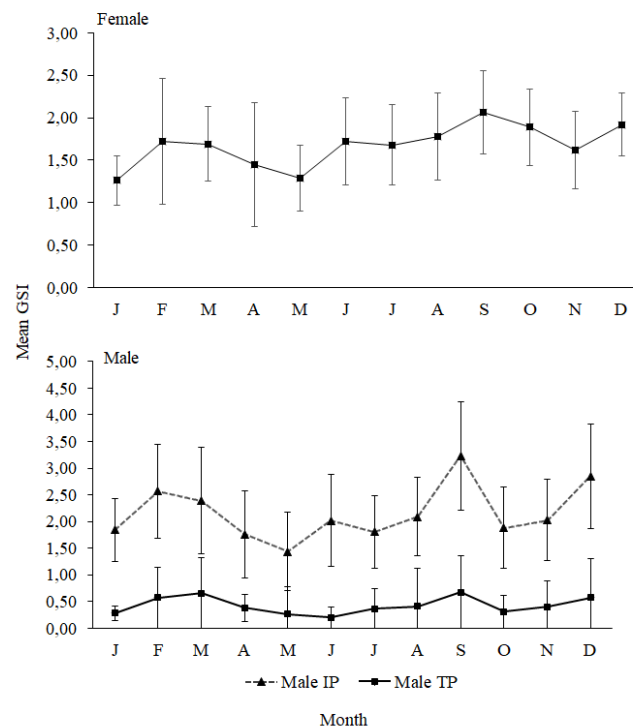 Female
3,00
2,50
2,00
1,50
1,00
0,50
0,00
J F M A M J J A S O N D
Mean GSI
Male
5,00
4,50
4,00
3,50
3,00
2,50
2,00
1,50
1,00
0,50
0,00
J F M A M J J A S O N D
Male IP Male TP
Month